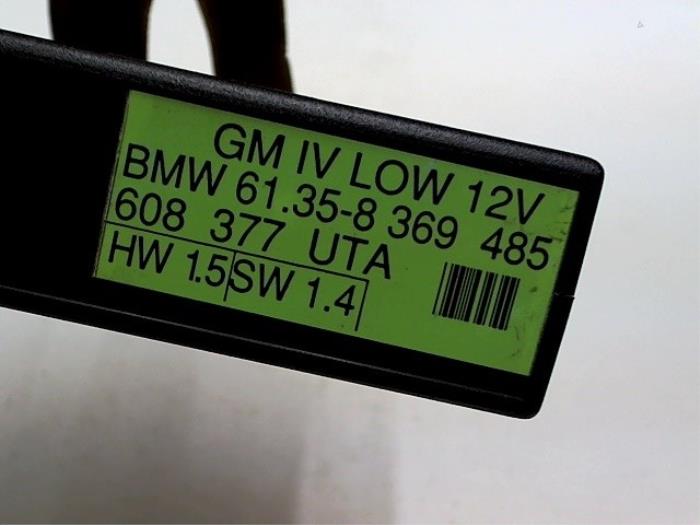 GM IV LOW 12V
BMW 61.35-8 369 485
608 377 UTA
HW 1.5 SW 1.4